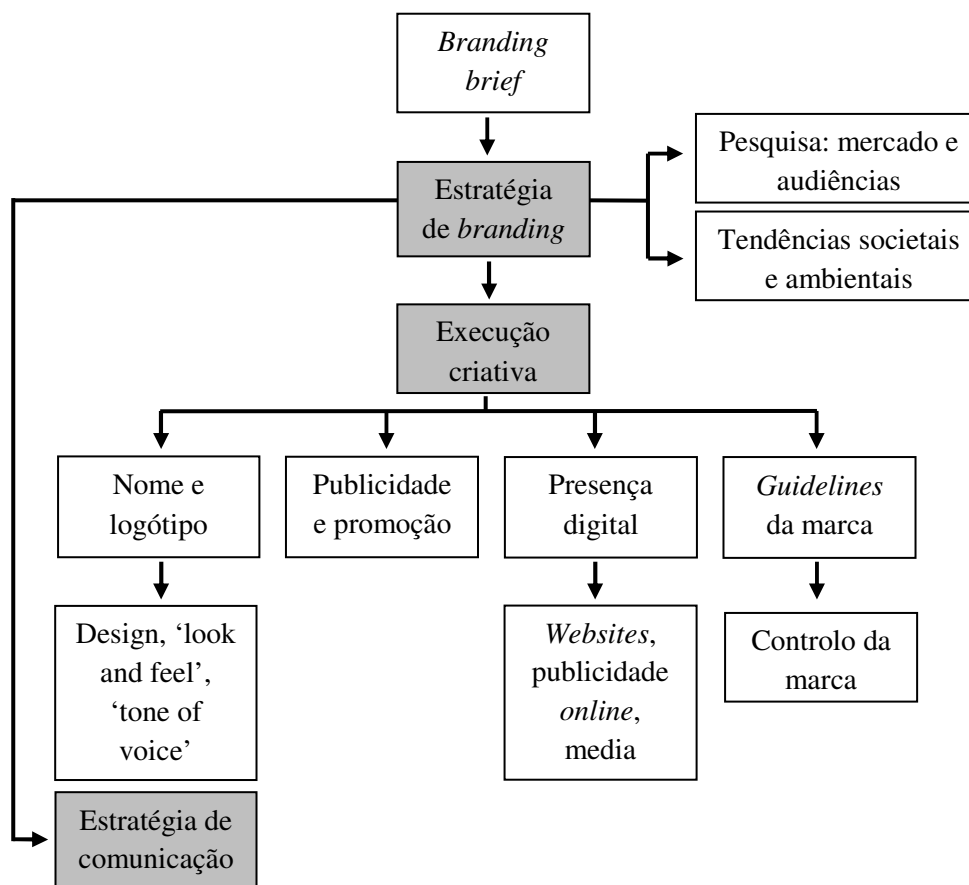 Branding
brief
Pesquisa: mercado e
audiências
Estratégia
de branding
Tendências societais
e ambientais
Execução
criativa
Nome e
logótipo
Publicidade
e promoção
Presença
digital
Guidelines
da marca
Design, ‘look
and feel’,
‘tone of
voice’
Websites,
publicidade
online,
media
Controlo da
marca
Estratégia de
comunicação